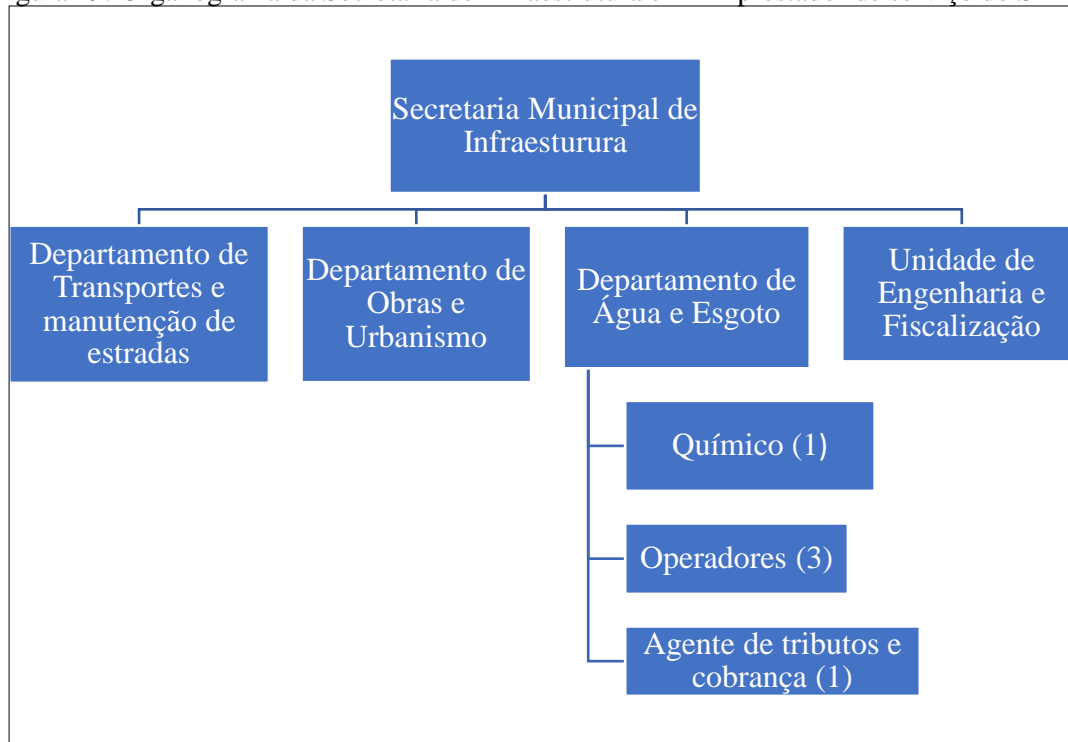 Secretaria Municipal de
Infraesturura
Departamento de
Transportes e
manutenção de
estradas
Departamento de
Obras e
Urbanismo
Departamento de
Água e Esgoto
Unidade de
Engenharia e
Fiscalização
Químico (1)
Operadores (3)
Agente de tributos e
cobrança (1)